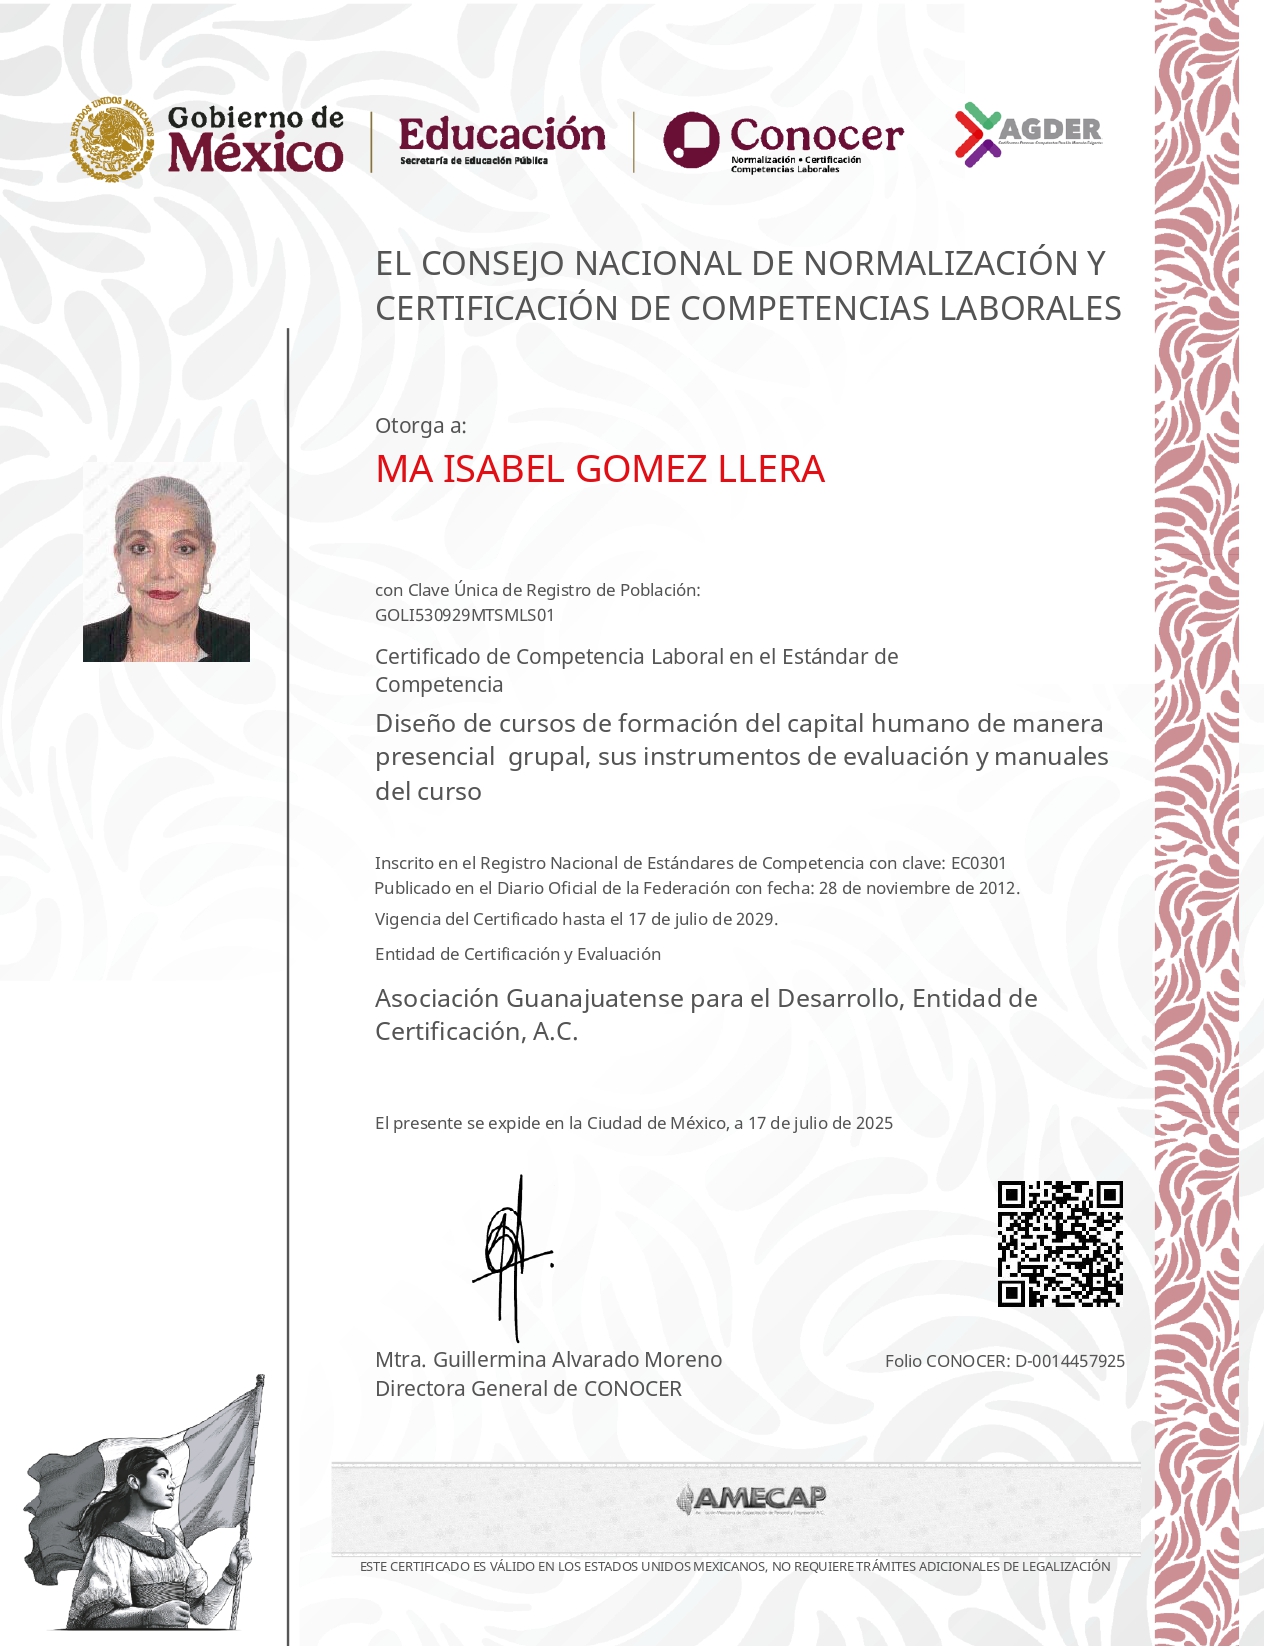 ESTADOS UNIDOS MEXICANOS
Gobierno de
México
Educación
Secretaría de Educación Pública
Conocer
Normalización • Certificación
Competencias Laborales
AGDER
EL CONSEJO NACIONAL DE NORMALIZACIÓN Y
CERTIFICACIÓN DE COMPETENCIAS LABORALES
Otorga a:
MA ISABEL GOMEZ LLERA
con Clave Única de Registro de Población:
GOLI530929MTSMLS01
Certificado de Competencia Laboral en el Estándar de
Competencia
Diseño de cursos de formación del capital humano de manera
presencial  grupal, sus instrumentos de evaluación y manuales
del curso
Inscrito en el Registro Nacional de Estándares de Competencia con clave: EC0301
Publicado en el Diario Oficial de la Federación con fecha: 28 de noviembre de 2012.
Vigencia del Certificado hasta el 17 de julio de 2029.
Entidad de Certificación y Evaluación
Asociación Guanajuatense para el Desarrollo, Entidad de
Certificación, A.C.
El presente se expide en la Ciudad de México, a 17 de julio de 2025
Mtra. Guillermina Alvarado Moreno
Directora General de CONOCER
Folio CONOCER: D-0014457925
AMECAP
ESTE CERTIFICADO ES VÁLIDO EN LOS ESTADOS UNIDOS MEXICANOS, NO REQUIERE TRÁMITES ADICIONALES DE LEGALIZACIÓN